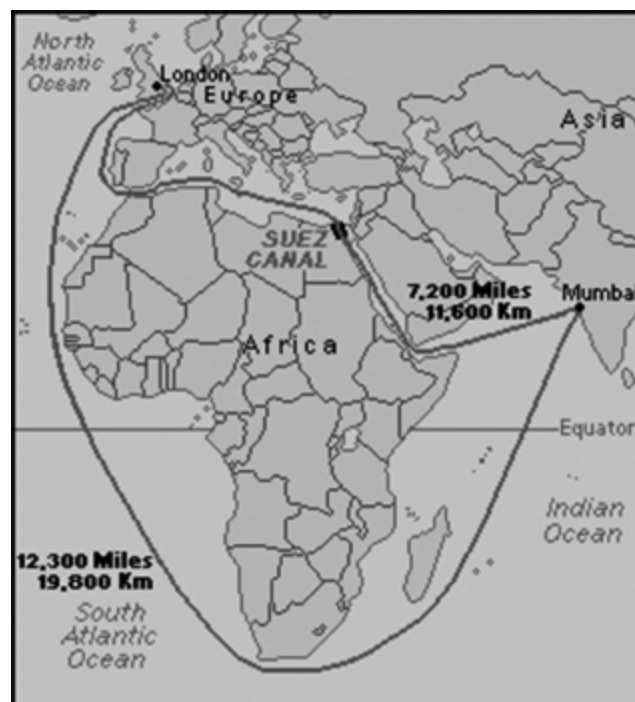 North
Atlantic
Ocean
London
Europe
Asia
SUEZ
CANAL
7,200 Miles
11,600 Km
Mumbai
Africa
Equator
Indian
Ocean
12,300 Miles
19,800 Km
South
Atlantic
Ocean